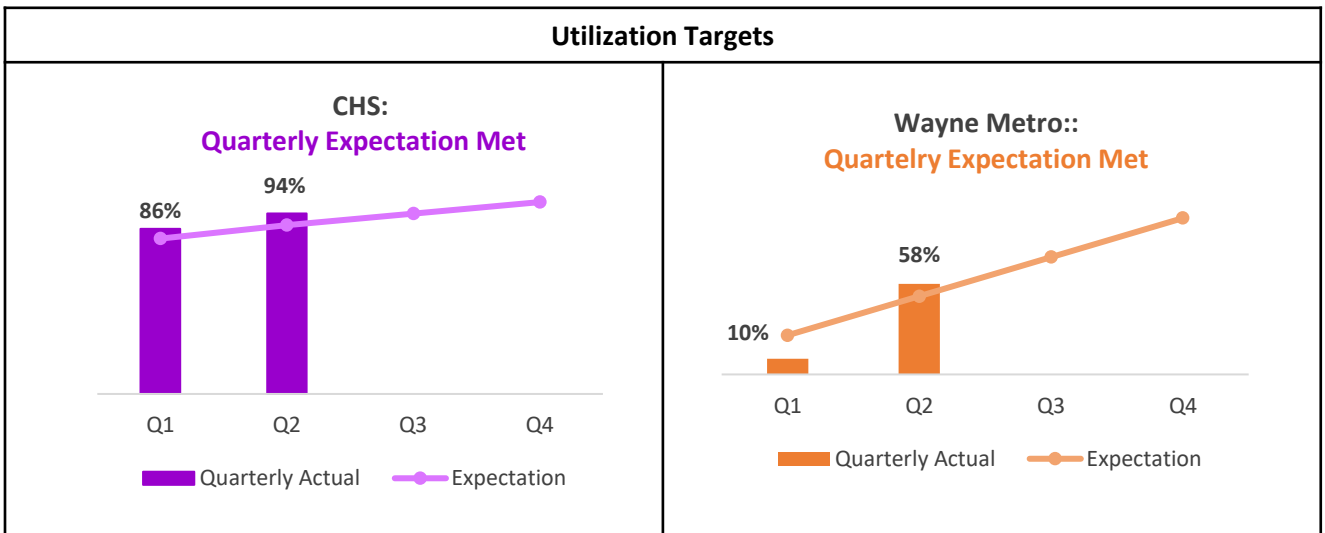 Utilization Targets
CHS:
Quarterly Expectation Met
86%
94%
Q1 Q2 Q3 Q4
Quarterly Actual Expectation
Wayne Metro::
Quartelry Expectation Met
10%
58%
Q1 Q2 Q3 Q4
Quarterly Actual Expectation